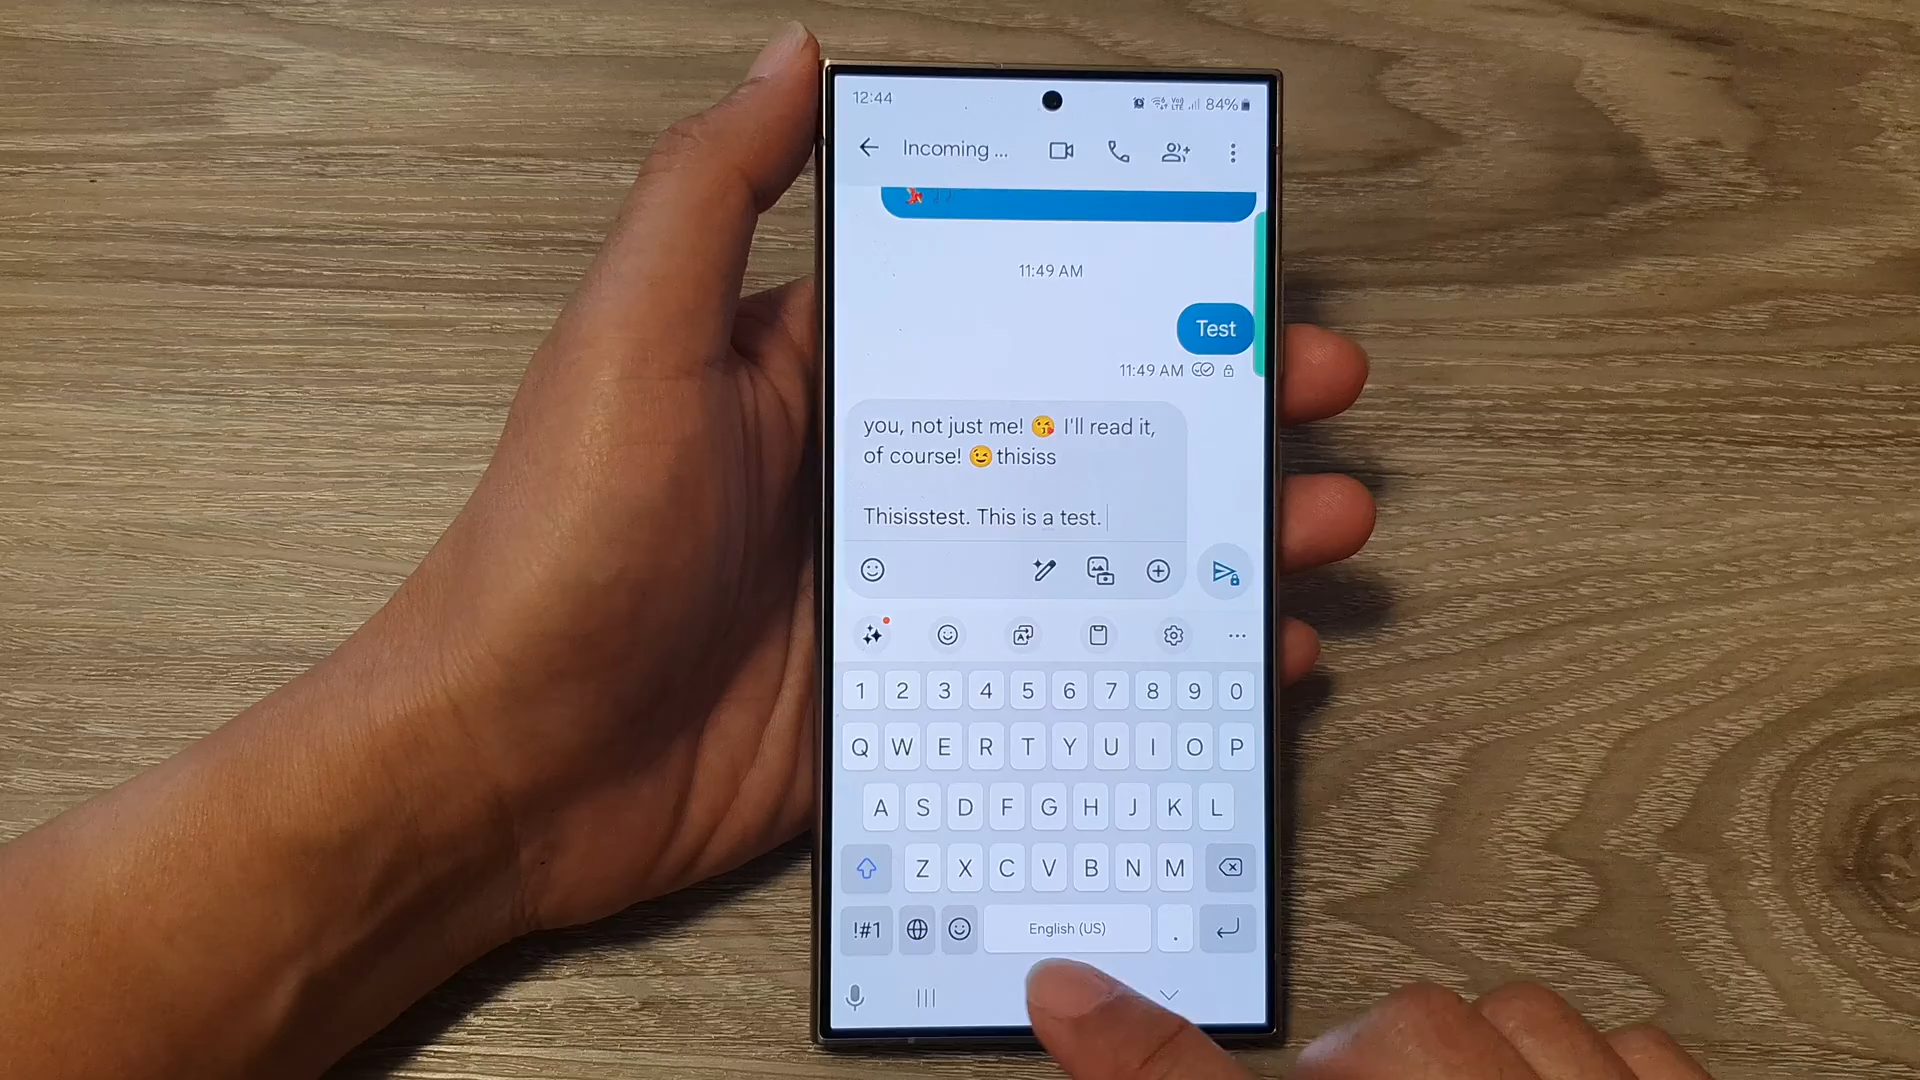 12:44
84%
Incoming ...
11:49 AM
Test
11:49 AM
you, not just me! 😘 I'll read it,
of course! 😉 thisiss
Thisisstest. This is a test.
1 2 3 4 5 6 7 8 9 0
Q W E R T Y U I O P
A S D F G H J K L
Z X C V B N M
!#1 English (US) .